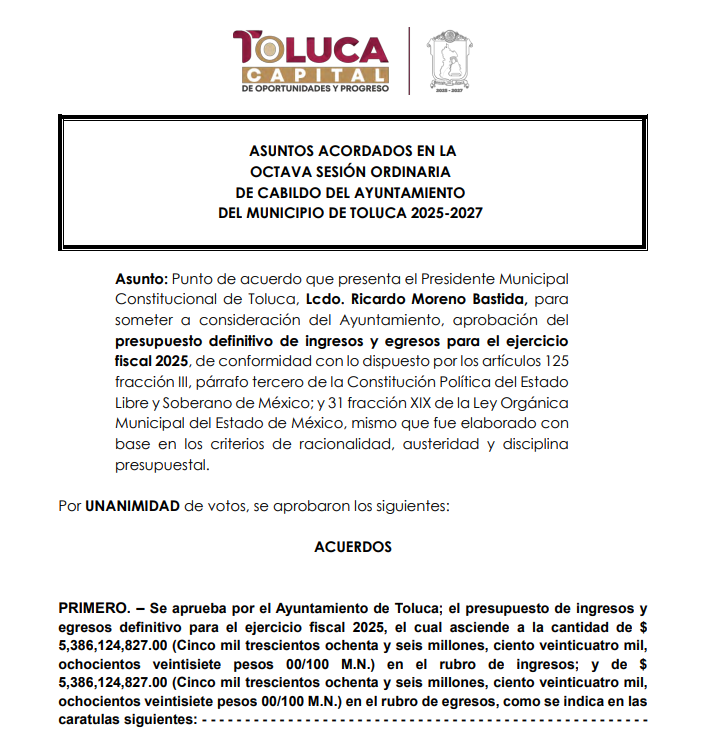 TOLUCA
CAPITAL
DE OPORTUNIDADES Y PROGRESO
2025 - 2027
ASUNTOS ACORDADOS EN LA
OCTAVA SESIÓN ORDINARIA
DE CABILDO DEL AYUNTAMIENTO
DEL MUNICIPIO DE TOLUCA 2025-2027
Asunto: Punto de acuerdo que presenta el Presidente Municipal
Constitucional de Toluca, Lcdo. Ricardo Moreno Bastida, para
someter a consideración del Ayuntamiento, aprobación del
presupuesto definitivo de ingresos y egresos para el ejercicio
fiscal 2025, de conformidad con lo dispuesto por los artículos 125
fracción III, párrafo tercero de la Constitución Política del Estado
Libre y Soberano de México; y 31 fracción XIX de la Ley Orgánica
Municipal del Estado de México, mismo que fue elaborado con
base en los criterios de racionalidad, austeridad y disciplina
presupuestal.
Por UNANIMIDAD de votos, se aprobaron los siguientes:
ACUERDOS
PRIMERO. – Se aprueba por el Ayuntamiento de Toluca; el presupuesto de ingresos y
egresos definitivo para el ejercicio fiscal 2025, el cual asciende a la cantidad de $
5,386,124,827.00 (Cinco mil trescientos ochenta y seis millones, ciento veinticuatro mil,
ochocientos veintisiete pesos 00/100 M.N.) en el rubro de ingresos; y de $
5,386,124,827.00 (Cinco mil trescientos ochenta y seis millones, ciento veinticuatro mil,
ochocientos veintisiete pesos 00/100 M.N.) en el rubro de egresos, como se indica en las
caratulas siguientes: - - - - - - - - - - - - - - - - - - - - - - - - - - - - - - - - - - - - - - - - - - - - - - - - - - - -